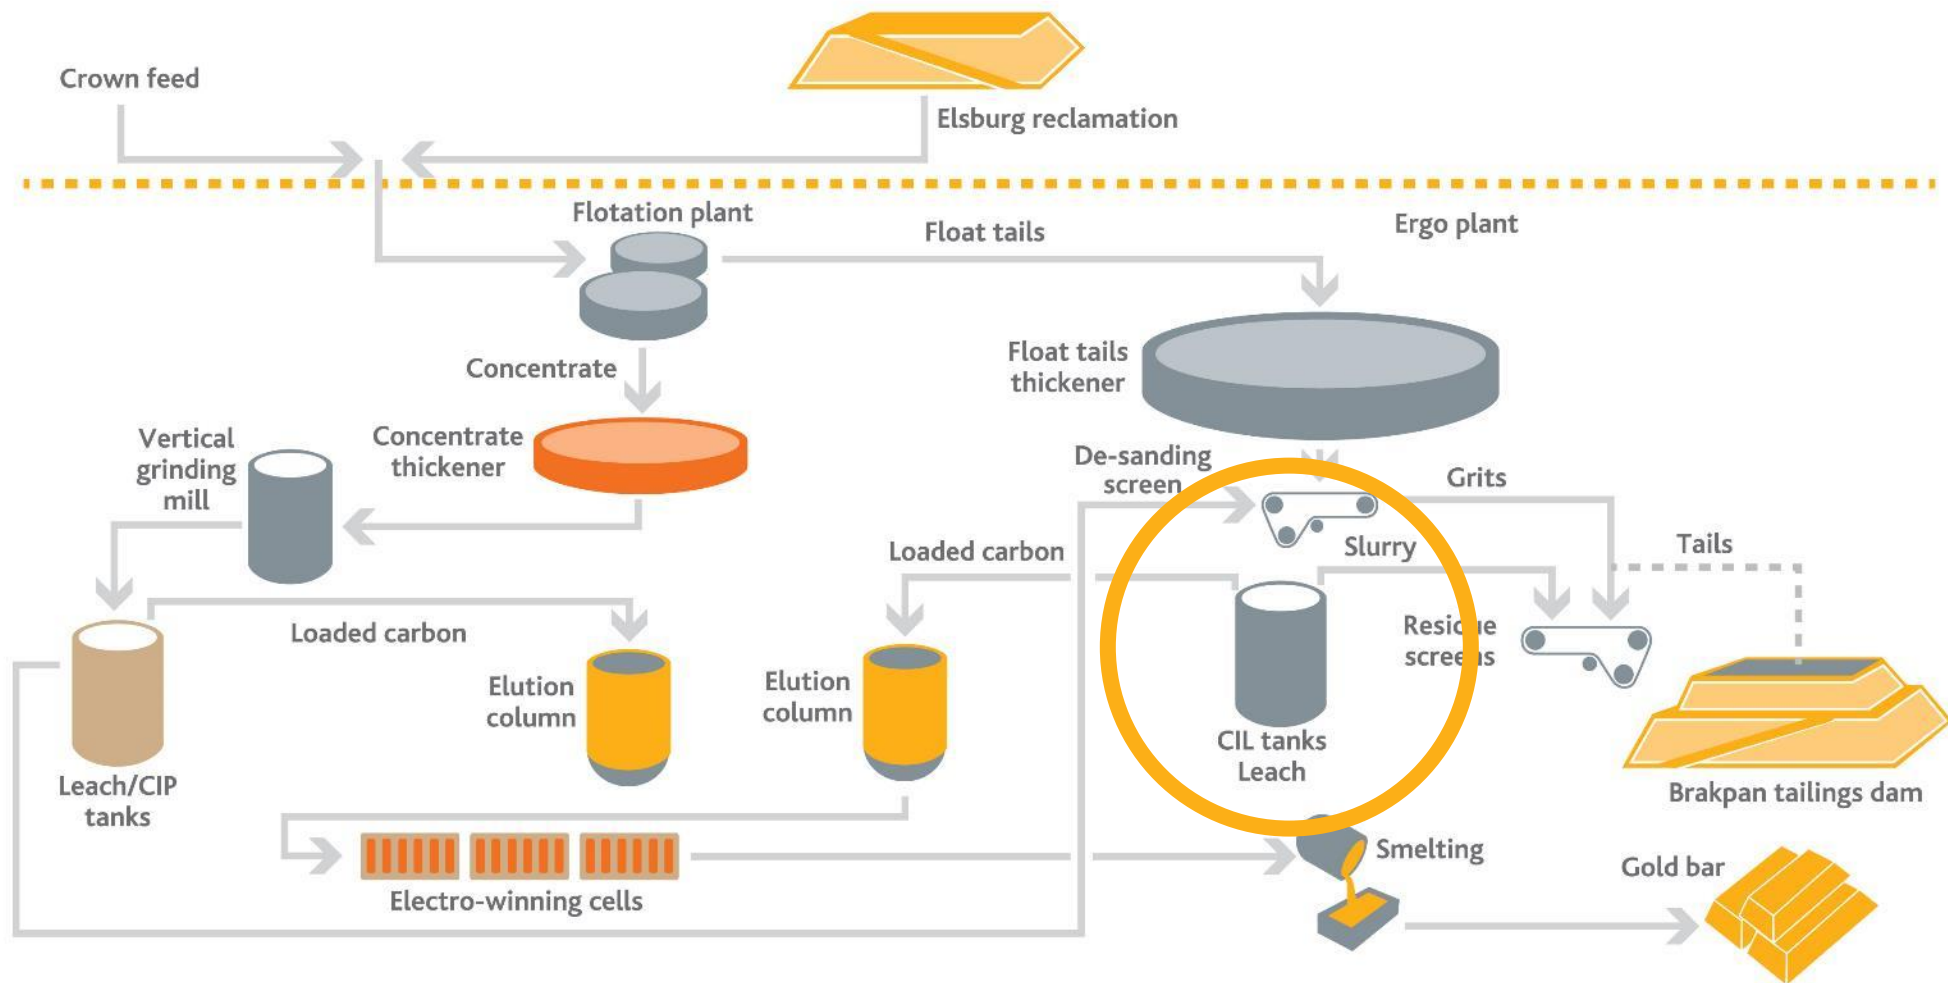 Crown feed
Elsburg reclamation
Flotation plant
Float tails
Ergo plant
Concentrate
Float tails
thickener
Vertical
grinding
mill
Concentrate
thickener
De-sanding
screen
Grits
Loaded carbon
Slurry
Tails
Loaded carbon
Residue
screens
Elution
column
Elution
column
CIL tanks
Leach
Leach/CIP
tanks
Brakpan tailings dam
Smelting
Gold bar
Electro-winning cells